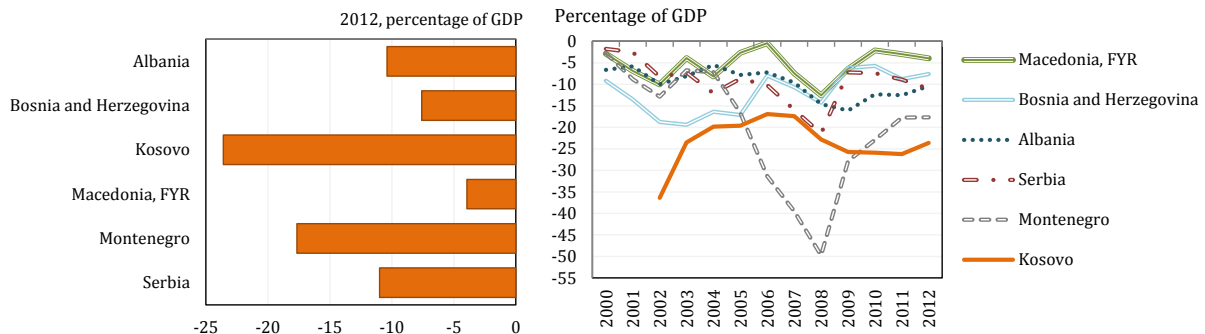 2012, percentage of GDP
Albania
Bosnia and Herzegovina
Kosovo
Macedonia, FYR
Montenegro
Serbia
-25 -20 -15 -10 -5 0
Percentage of GDP
0
-5
-10
-15
-20
-25
-30
-35
-40
-45
-50
-55
2000 2001 2002 2003 2004 2005 2006 2007 2008 2009 2010 2011 2012
Macedonia, FYR
Bosnia and Herzegovina
Albania
Serbia
Montenegro
Kosovo